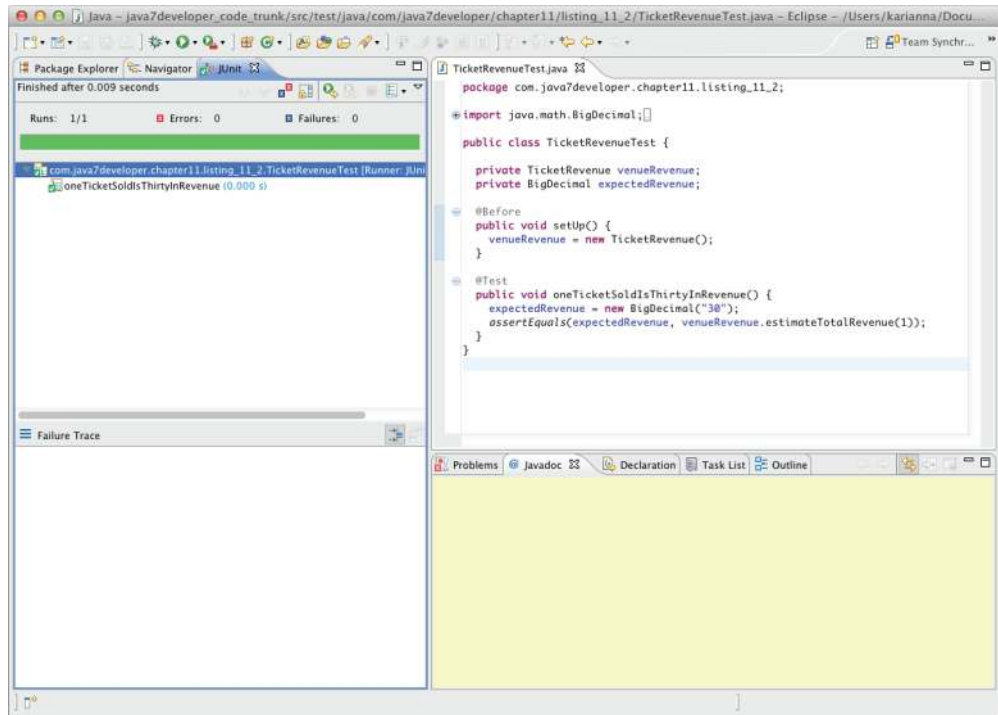 Java – java7developer_code_trunk/src/test/java/com/java7developer/chapter11/listing_11_2/TicketRevenueTest.java – Eclipse – /Users/karianna/Docu...
Team Synchr...
Package Explorer Navigator JUnit
Finished after 0.009 seconds
Runs: 1/1 Errors: 0 Failures: 0
com.java7developer.chapter11.listing_11_2.TicketRevenueTest [Runner: JUni
oneTicketSoldIsThirtyInRevenue (0.000 s)
Failure Trace
TicketRevenueTest.java
package com.java7developer.chapter11.listing_11_2;
import java.math.BigDecimal;
public class TicketRevenueTest {
private TicketRevenue venueRevenue;
private BigDecimal expectedRevenue;
@Before
public void setUp() {
venueRevenue = new TicketRevenue();
}
@Test
public void oneTicketSoldIsThirtyInRevenue() {
expectedRevenue = new BigDecimal("30");
assertEquals(expectedRevenue, venueRevenue.estimateTotalRevenue(1));
}
}
Problems @ Javadoc Declaration Task List Outline